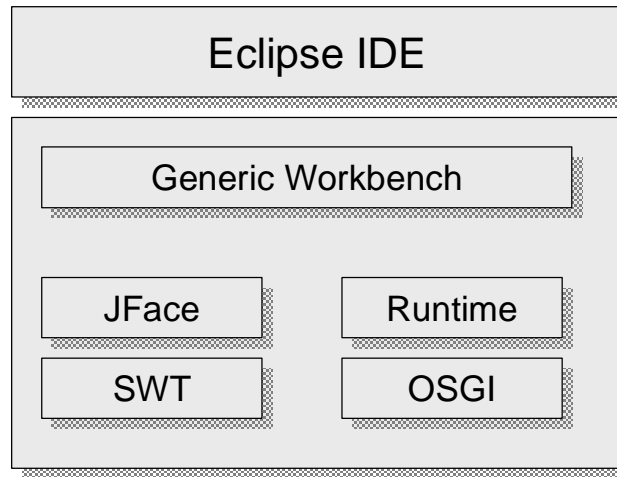 Eclipse IDE
Generic Workbench
JFace
Runtime
SWT
OSGI